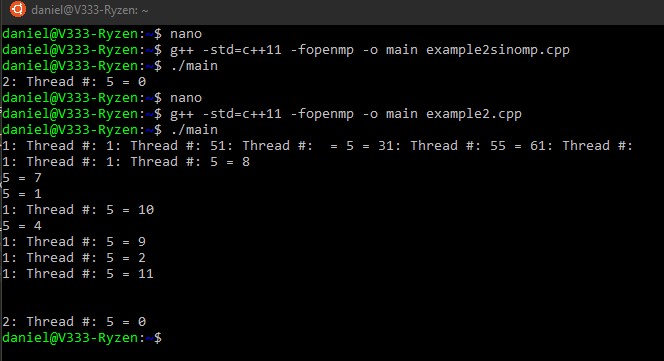 daniel@V333-Ryzen: ~
daniel@V333-Ryzen:~$ nano
daniel@V333-Ryzen:~$ g++ -std=c++11 -fopenmp -o main example2sinomp.cpp
daniel@V333-Ryzen:~$ ./main
2: Thread #: 5 = 0
daniel@V333-Ryzen:~$ nano
daniel@V333-Ryzen:~$ g++ -std=c++11 -fopenmp -o main example2.cpp
daniel@V333-Ryzen:~$ ./main
1: Thread #: 1: Thread #: 51: Thread #:  = 5 = 31: Thread #: 55 = 61: Thread #:
1: Thread #: 1: Thread #: 5 = 8
5 = 7
5 = 1
1: Thread #: 5 = 10
5 = 4
1: Thread #: 5 = 9
1: Thread #: 5 = 2
1: Thread #: 5 = 11
2: Thread #: 5 = 0
daniel@V333-Ryzen:~$